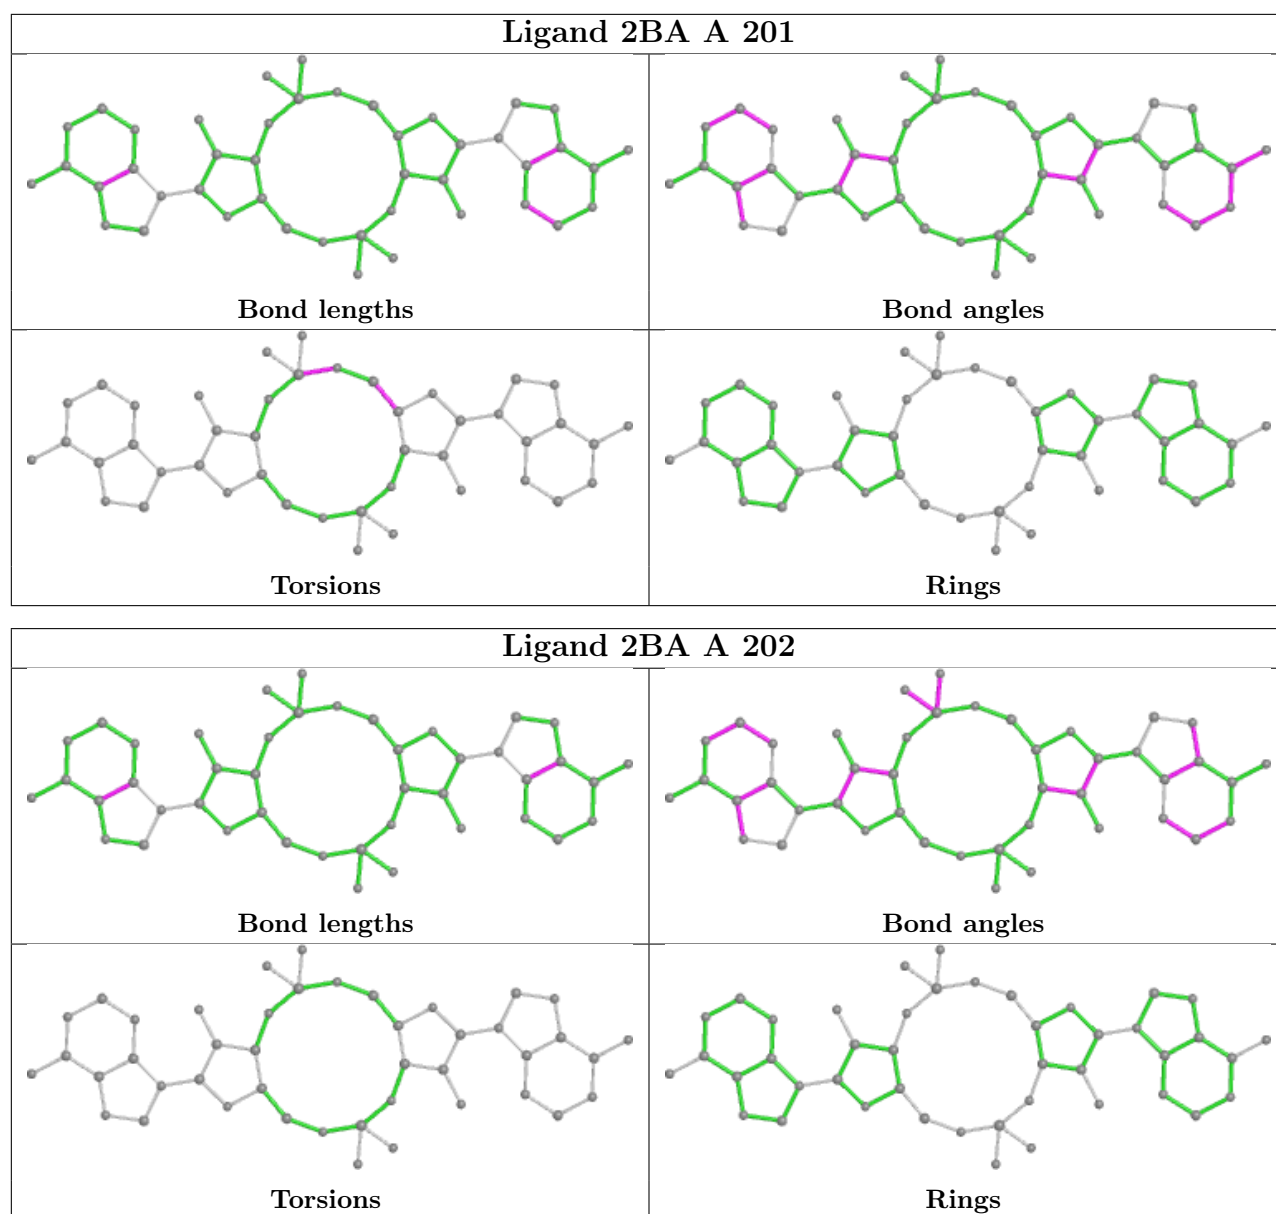 Ligand 2BA A 201
Bond lengths
Bond angles
Torsions
Rings
Ligand 2BA A 202
Bond lengths
Bond angles
Torsions
Rings